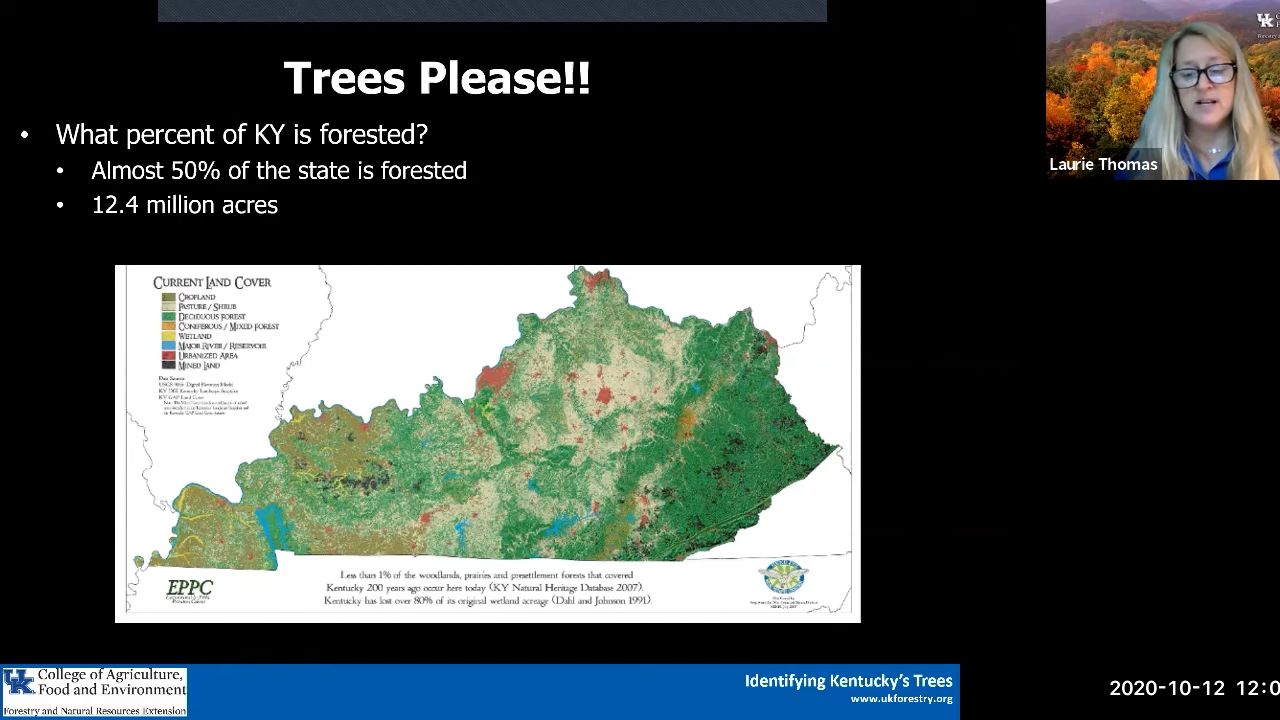 Trees Please!!
• What percent of KY is forested?
• Almost 50% of the state is forested
• 12.4 million acres
Laurie Thomas
UK
CURRENT LAND COVER
CROPLAND
PASTURE / SHRUB
DECIDUOUS FOREST
CONIFEROUS / MIXED FOREST
WETLAND
MAJOR RIVER / RESERVOIR
URBANIZED AREA
MINED LAND
EPPC
Less than 1% of the woodlands, prairies and presettlement forests that covered
Kentucky 200 years ago occur here today (KY Natural Heritage Database 2007).
Kentucky has lost over 80% of its original wetland acreage (Dahl and Johnson 1991).
UK
College of Agriculture,
Food and Environment
Forestry and Natural Resources Extension
Identifying Kentucky's Trees
www.ukforestry.org
2020-10-12 12:0